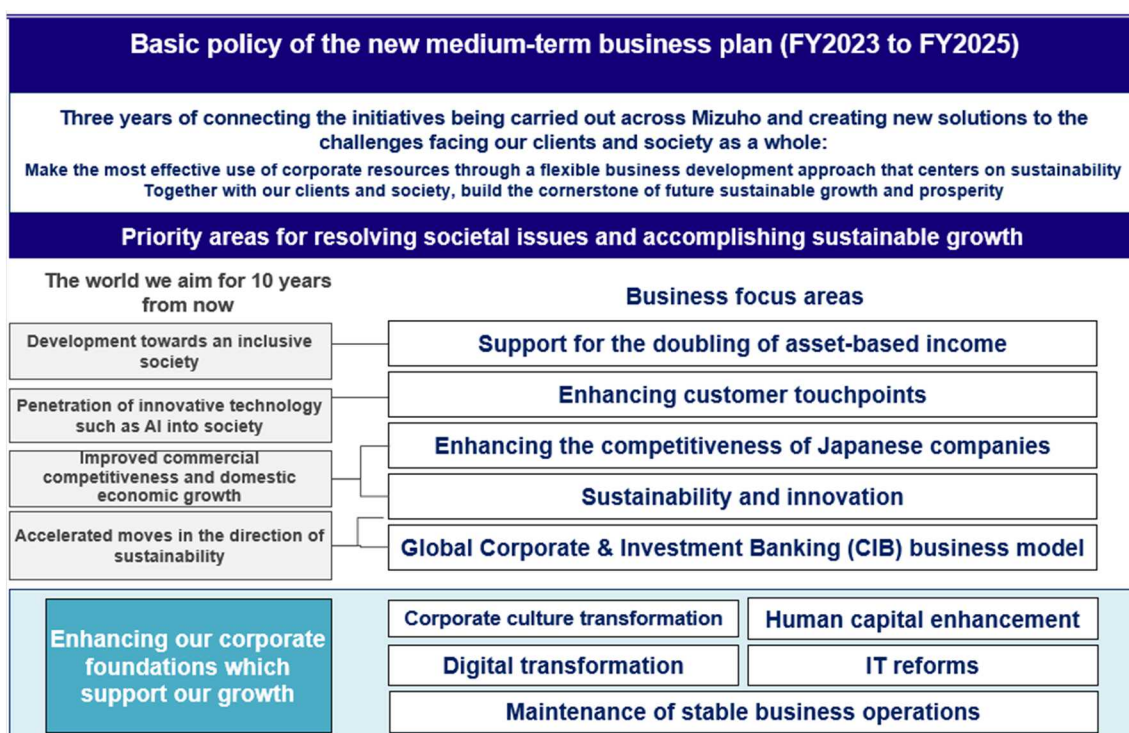 Basic policy of the new medium-term business plan (FY2023 to FY2025)
Three years of connecting the initiatives being carried out across Mizuho and creating new solutions to the
challenges facing our clients and society as a whole:
Make the most effective use of corporate resources through a flexible business development approach that centers on sustainability
Together with our clients and society, build the cornerstone of future sustainable growth and prosperity
Priority areas for resolving societal issues and accomplishing sustainable growth
The world we aim for 10 years
from now
Business focus areas
Development towards an inclusive
society
Support for the doubling of asset-based income
Penetration of innovative technology
such as AI into society
Enhancing customer touchpoints
Improved commercial
competitiveness and domestic
economic growth
Enhancing the competitiveness of Japanese companies
Sustainability and innovation
Accelerated moves in the direction of
sustainability
Global Corporate & Investment Banking (CIB) business model
Enhancing our corporate
foundations which
support our growth
Corporate culture transformation
Human capital enhancement
Digital transformation
IT reforms
Maintenance of stable business operations